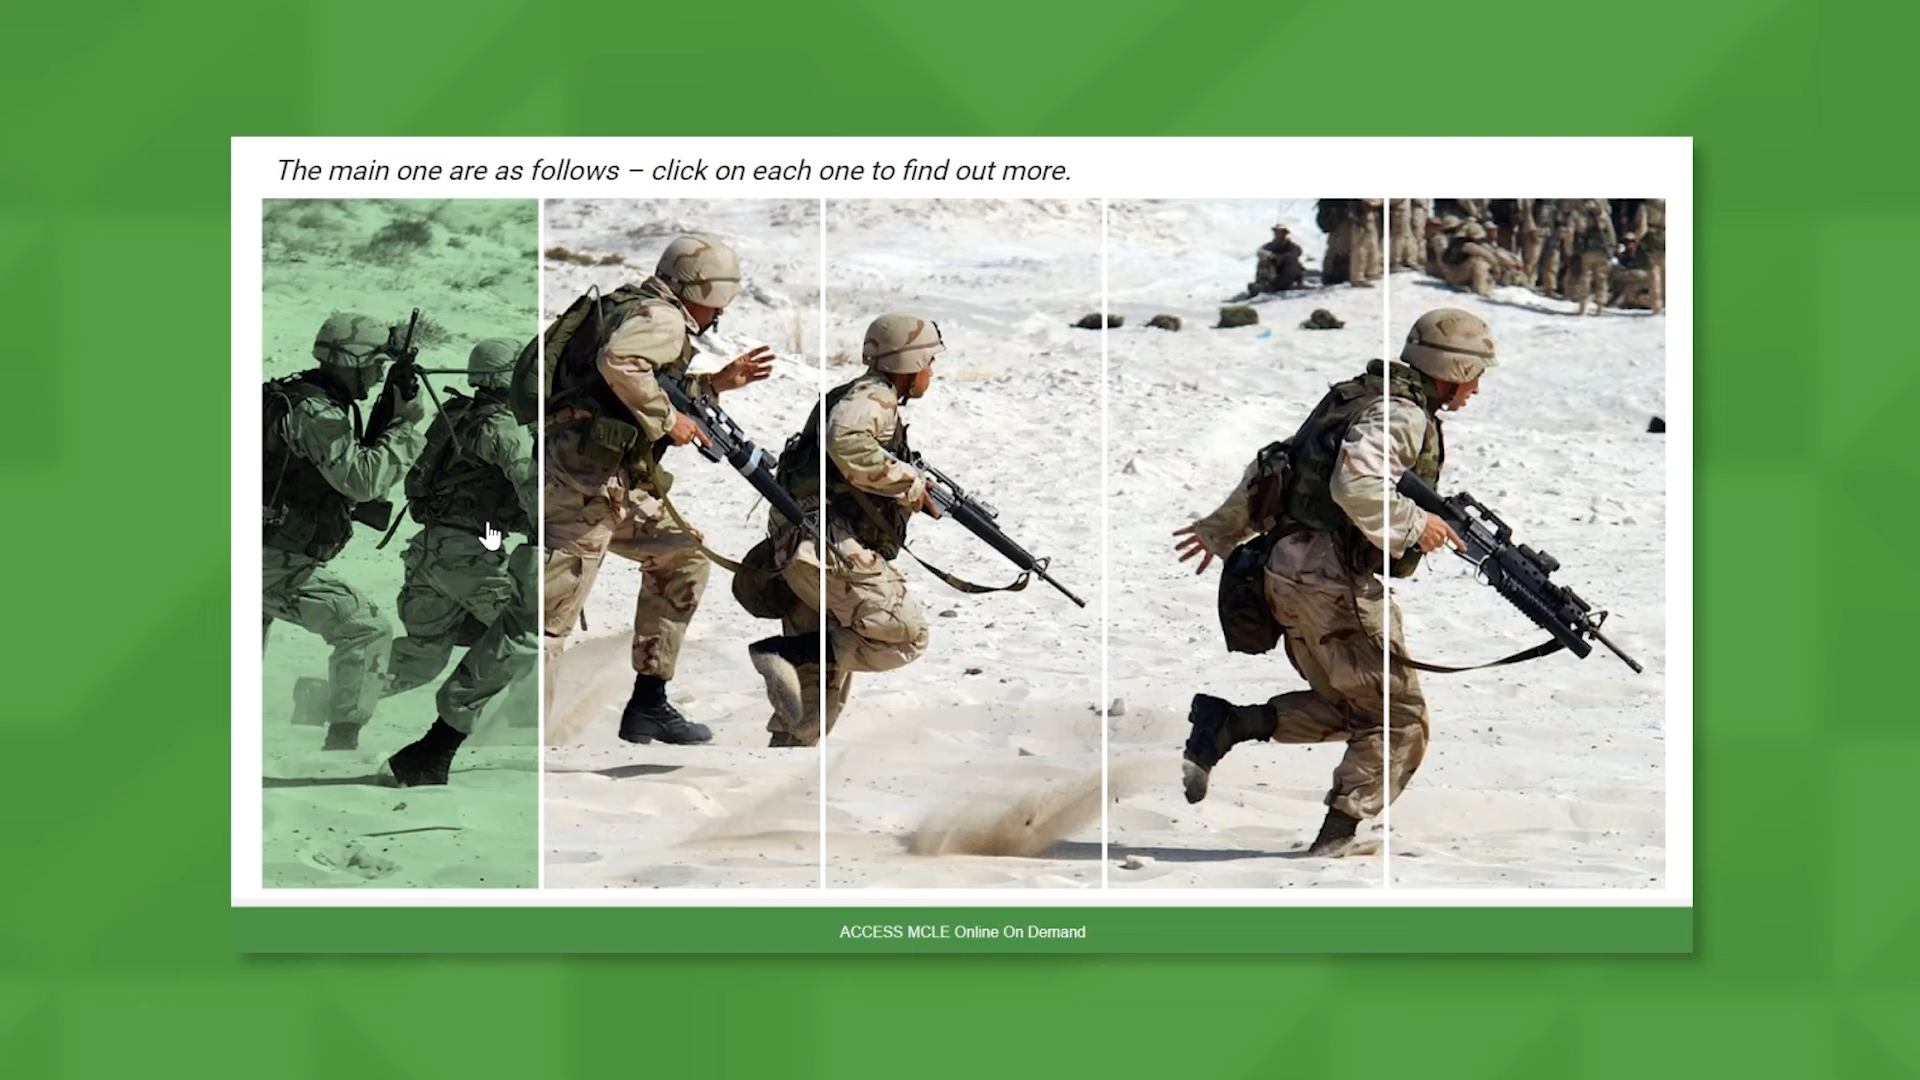 The main one are as follows – click on each one to find out more.
ACCESS MCLE Online On Demand